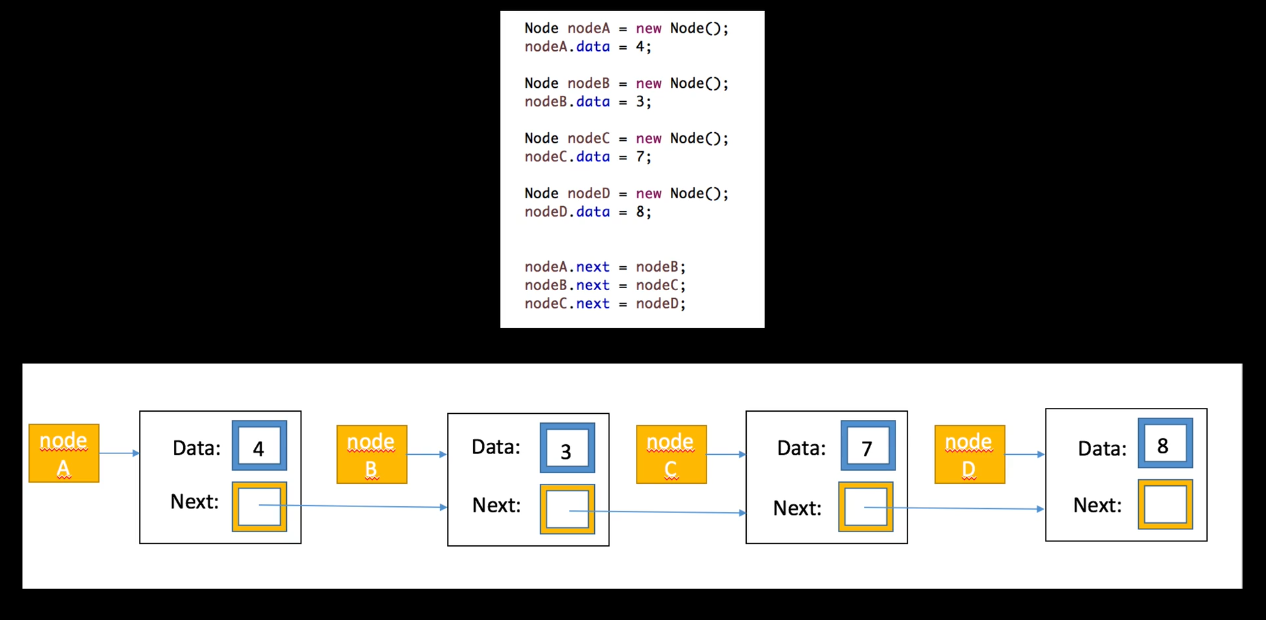 Node nodeA = new Node();
nodeA.data = 4;
Node nodeB = new Node();
nodeB.data = 3;
Node nodeC = new Node();
nodeC.data = 7;
Node nodeD = new Node();
nodeD.data = 8;
nodeA.next = nodeB;
nodeB.next = nodeC;
nodeC.next = nodeD;
node
A
Data: 4
Next:
node
B
Data: 3
Next:
node
C
Data: 7
Next:
node
D
Data: 8
Next: